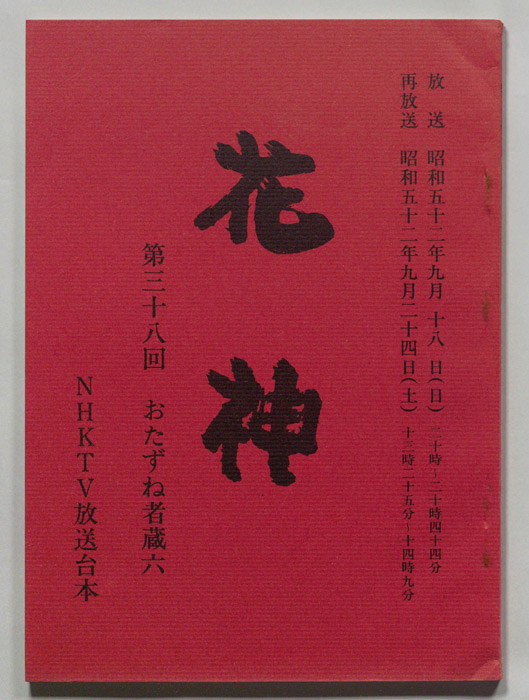 放送 昭和五十二年九月十八日(日) 二十時~二十時四十四分
再放送 昭和五十二年九月二十四日(土) 十三時二十五分~十四時九分
花神
第三十八回 おたずね者蔵六
NHKTV放送台本